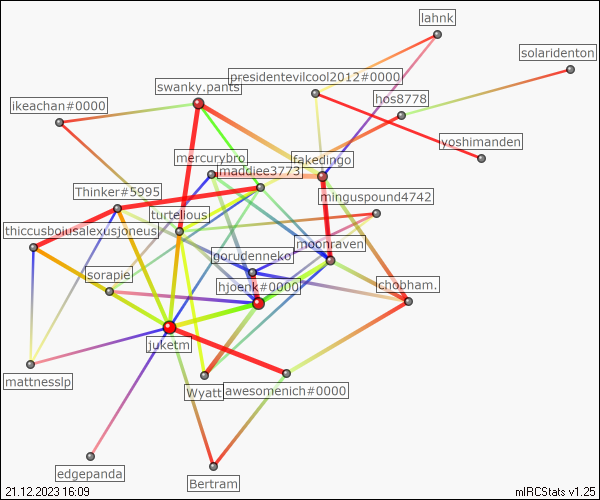 lahnk
solaridenton
presidentevilcool2012#0000
swanky.pants
hos8778
ikeachan#0000
yoshimanden
mercurybro
fakedingo
maddiee3773
Thinker#5995
minguspound4742
turtelious
thiccusboiusalexusjoneus
moonraven
porudenneko
sorapie
hjoenk#0000
chobham.
juketm
mattnesslp
Wyatt
awesomenich#0000
edgepanda
Bertram
21.12.2023 16:09
mIRCStats v1.25